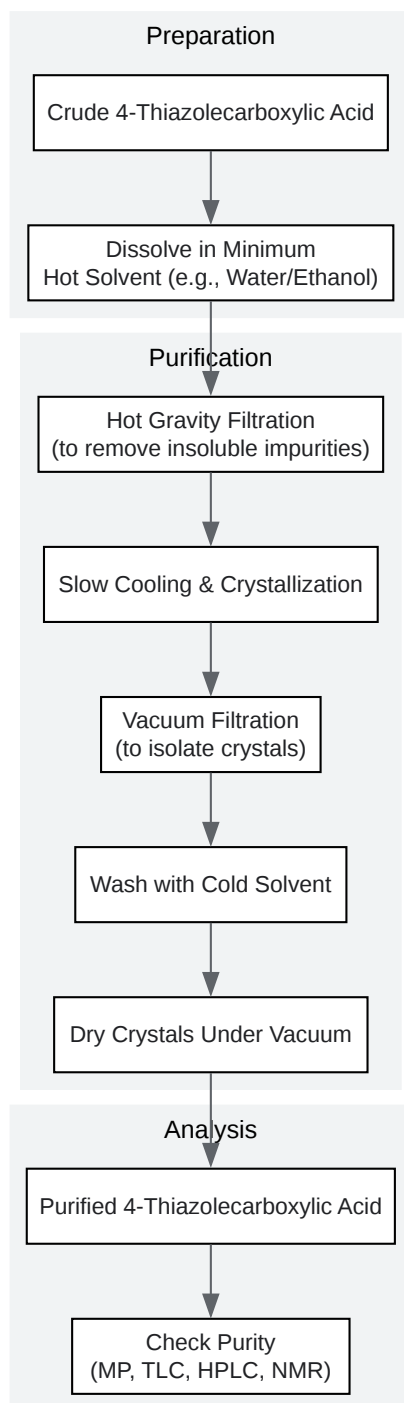 Preparation
Crude 4-Thiazolecarboxylic Acid
Dissolve in Minimum
Hot Solvent (e.g., Water/Ethanol)
Purification
Hot Gravity Filtration
(to remove insoluble impurities)
Slow Cooling & Crystallization
Vacuum Filtration
(to isolate crystals)
Wash with Cold Solvent
Dry Crystals Under Vacuum
Analysis
Purified 4-Thiazolecarboxylic Acid
Check Purity
(MP, TLC, HPLC, NMR)